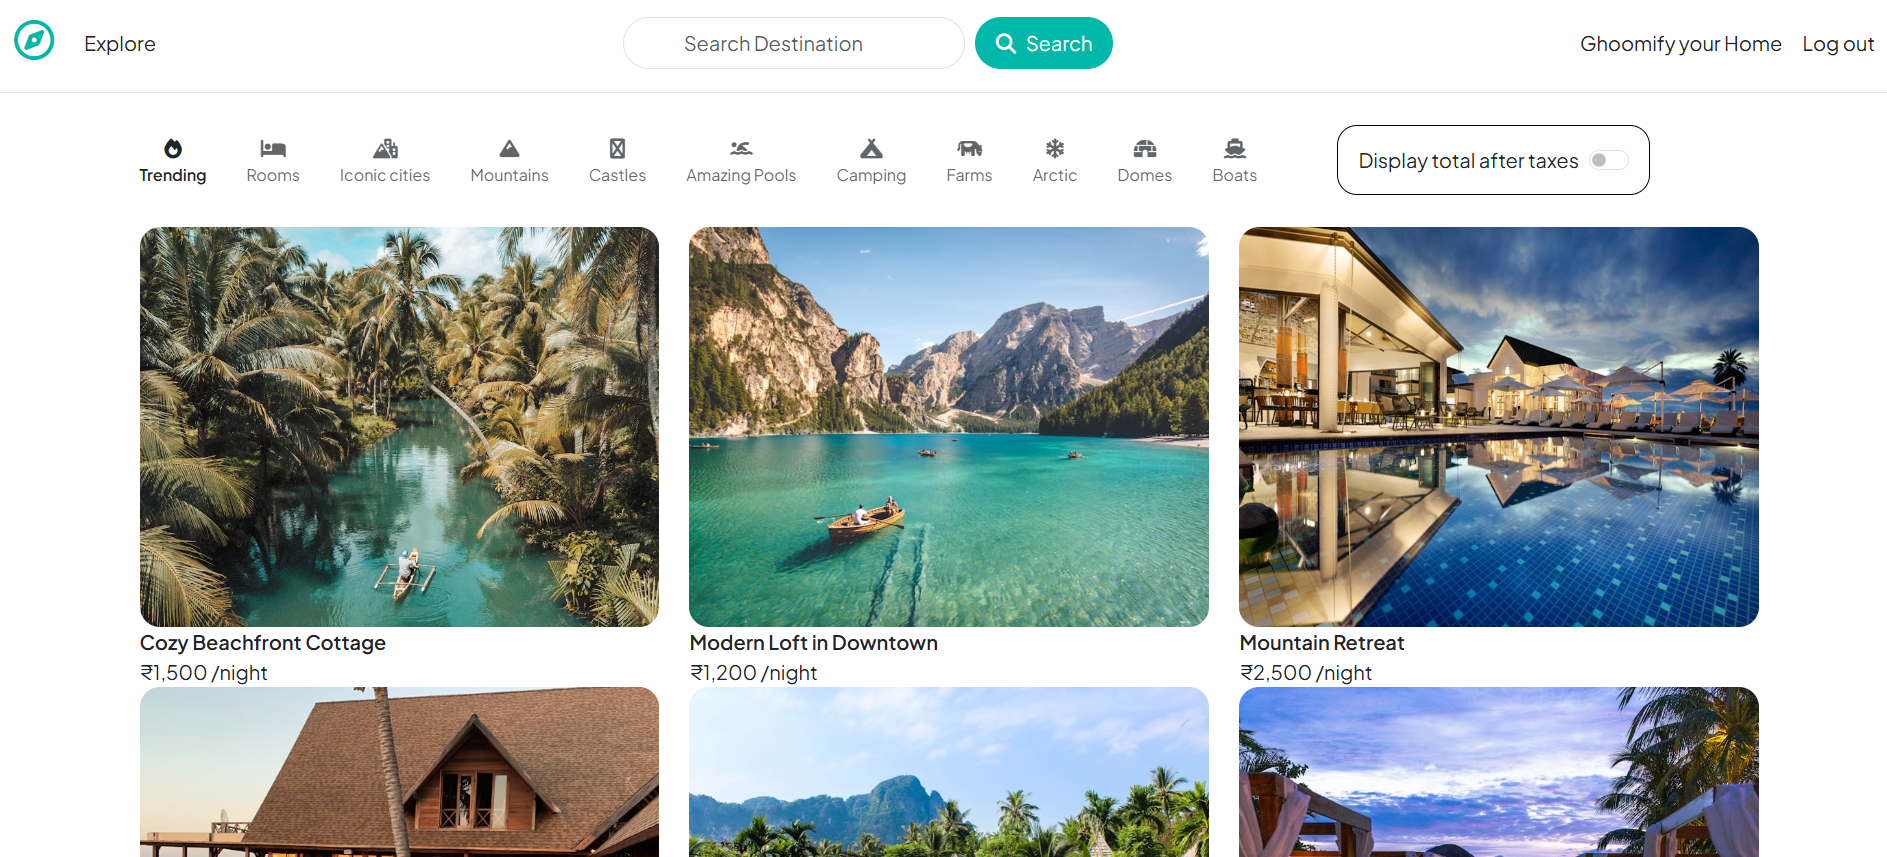 Explore
Search Destination
Search
Ghoomify your Home
Log out
Trending
Rooms
Iconic cities
Mountains
Castles
Amazing Pools
Camping
Farms
Arctic
Domes
Boats
Display total after taxes
Cozy Beachfront Cottage
₹1,500 /night
Modern Loft in Downtown
₹1,200 /night
Mountain Retreat
₹2,500 /night